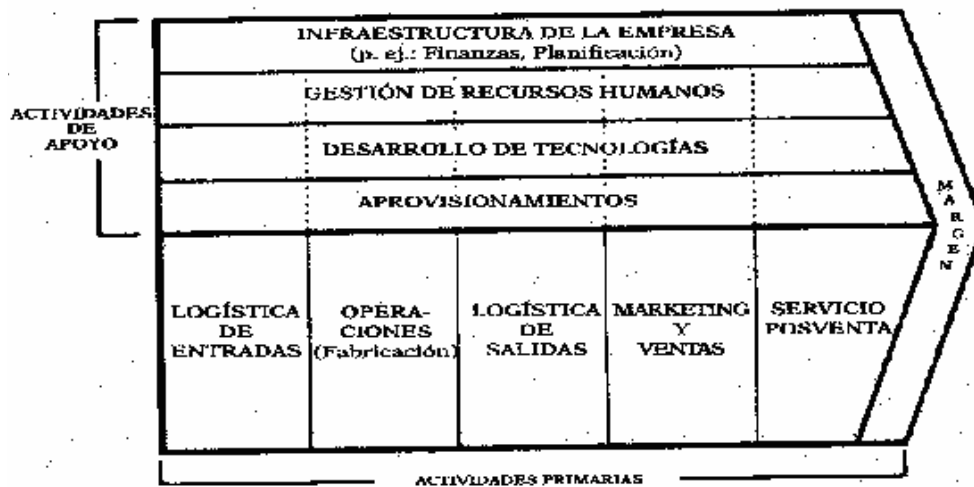 INFRAESTRUCTURA DE LA EMPRESA
(p. ej.: Finanzas, Planificación)
GESTIÓN DE RECURSOS HUMANOS
ACTIVIDADES
DE
APOYO
DESARROLLO DE TECNOLOGÍAS
APROVISIONAMIENTOS
MARGEN
LOGÍSTICA
DE
ENTRADAS
OPERA-
CIONES
(Fabricación)
LOGÍSTICA
DE
SALIDAS
MARKETING
Y
VENTAS
SERVICIO
POSVENTA
ACTIVIDADES PRIMARIAS